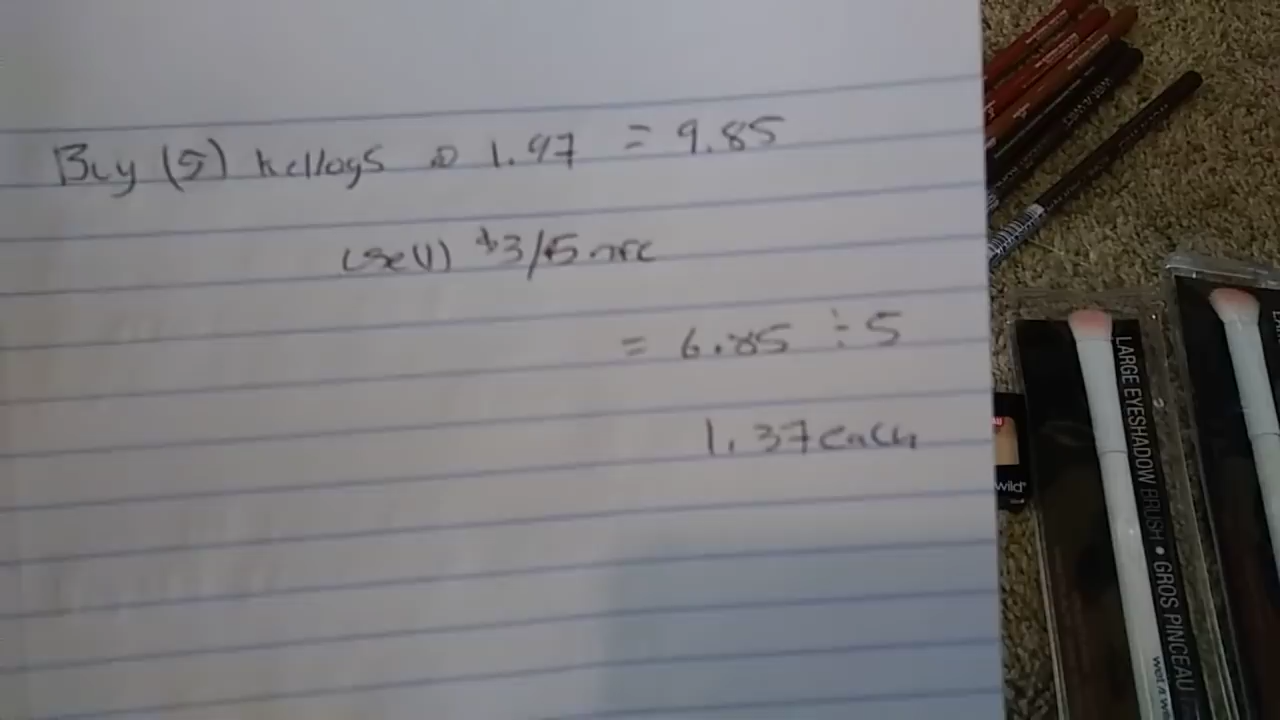 Buy (5) Kellogs @ 1.97 = 9.85
Use (1) $3/5 mfc
= 6.85 ÷ 5
1.37 each
wild
LARGE EYESHADOW BRUSH • GROS PINCEAU
wet n w